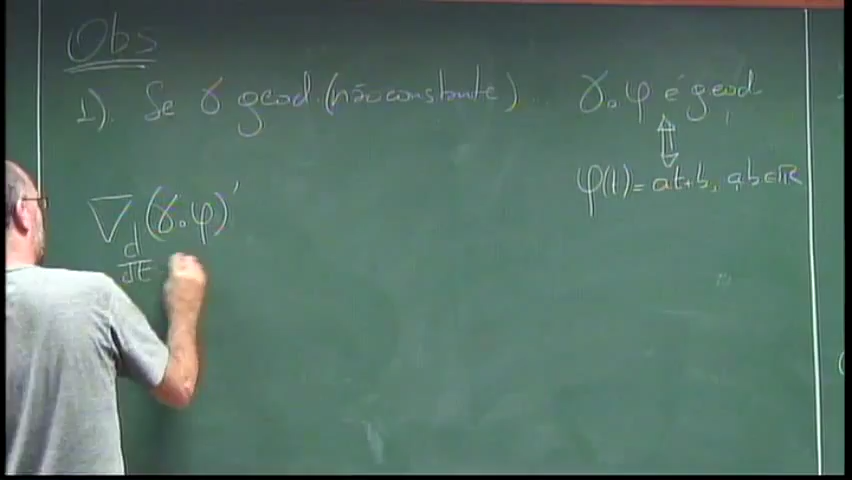 Obs
1). Se γ geod. (não constante) ... γ∘φ é geod
⇕
φ(t) = at+b, a,b∈ℝ
∇_{d/dt} (γ∘φ)'